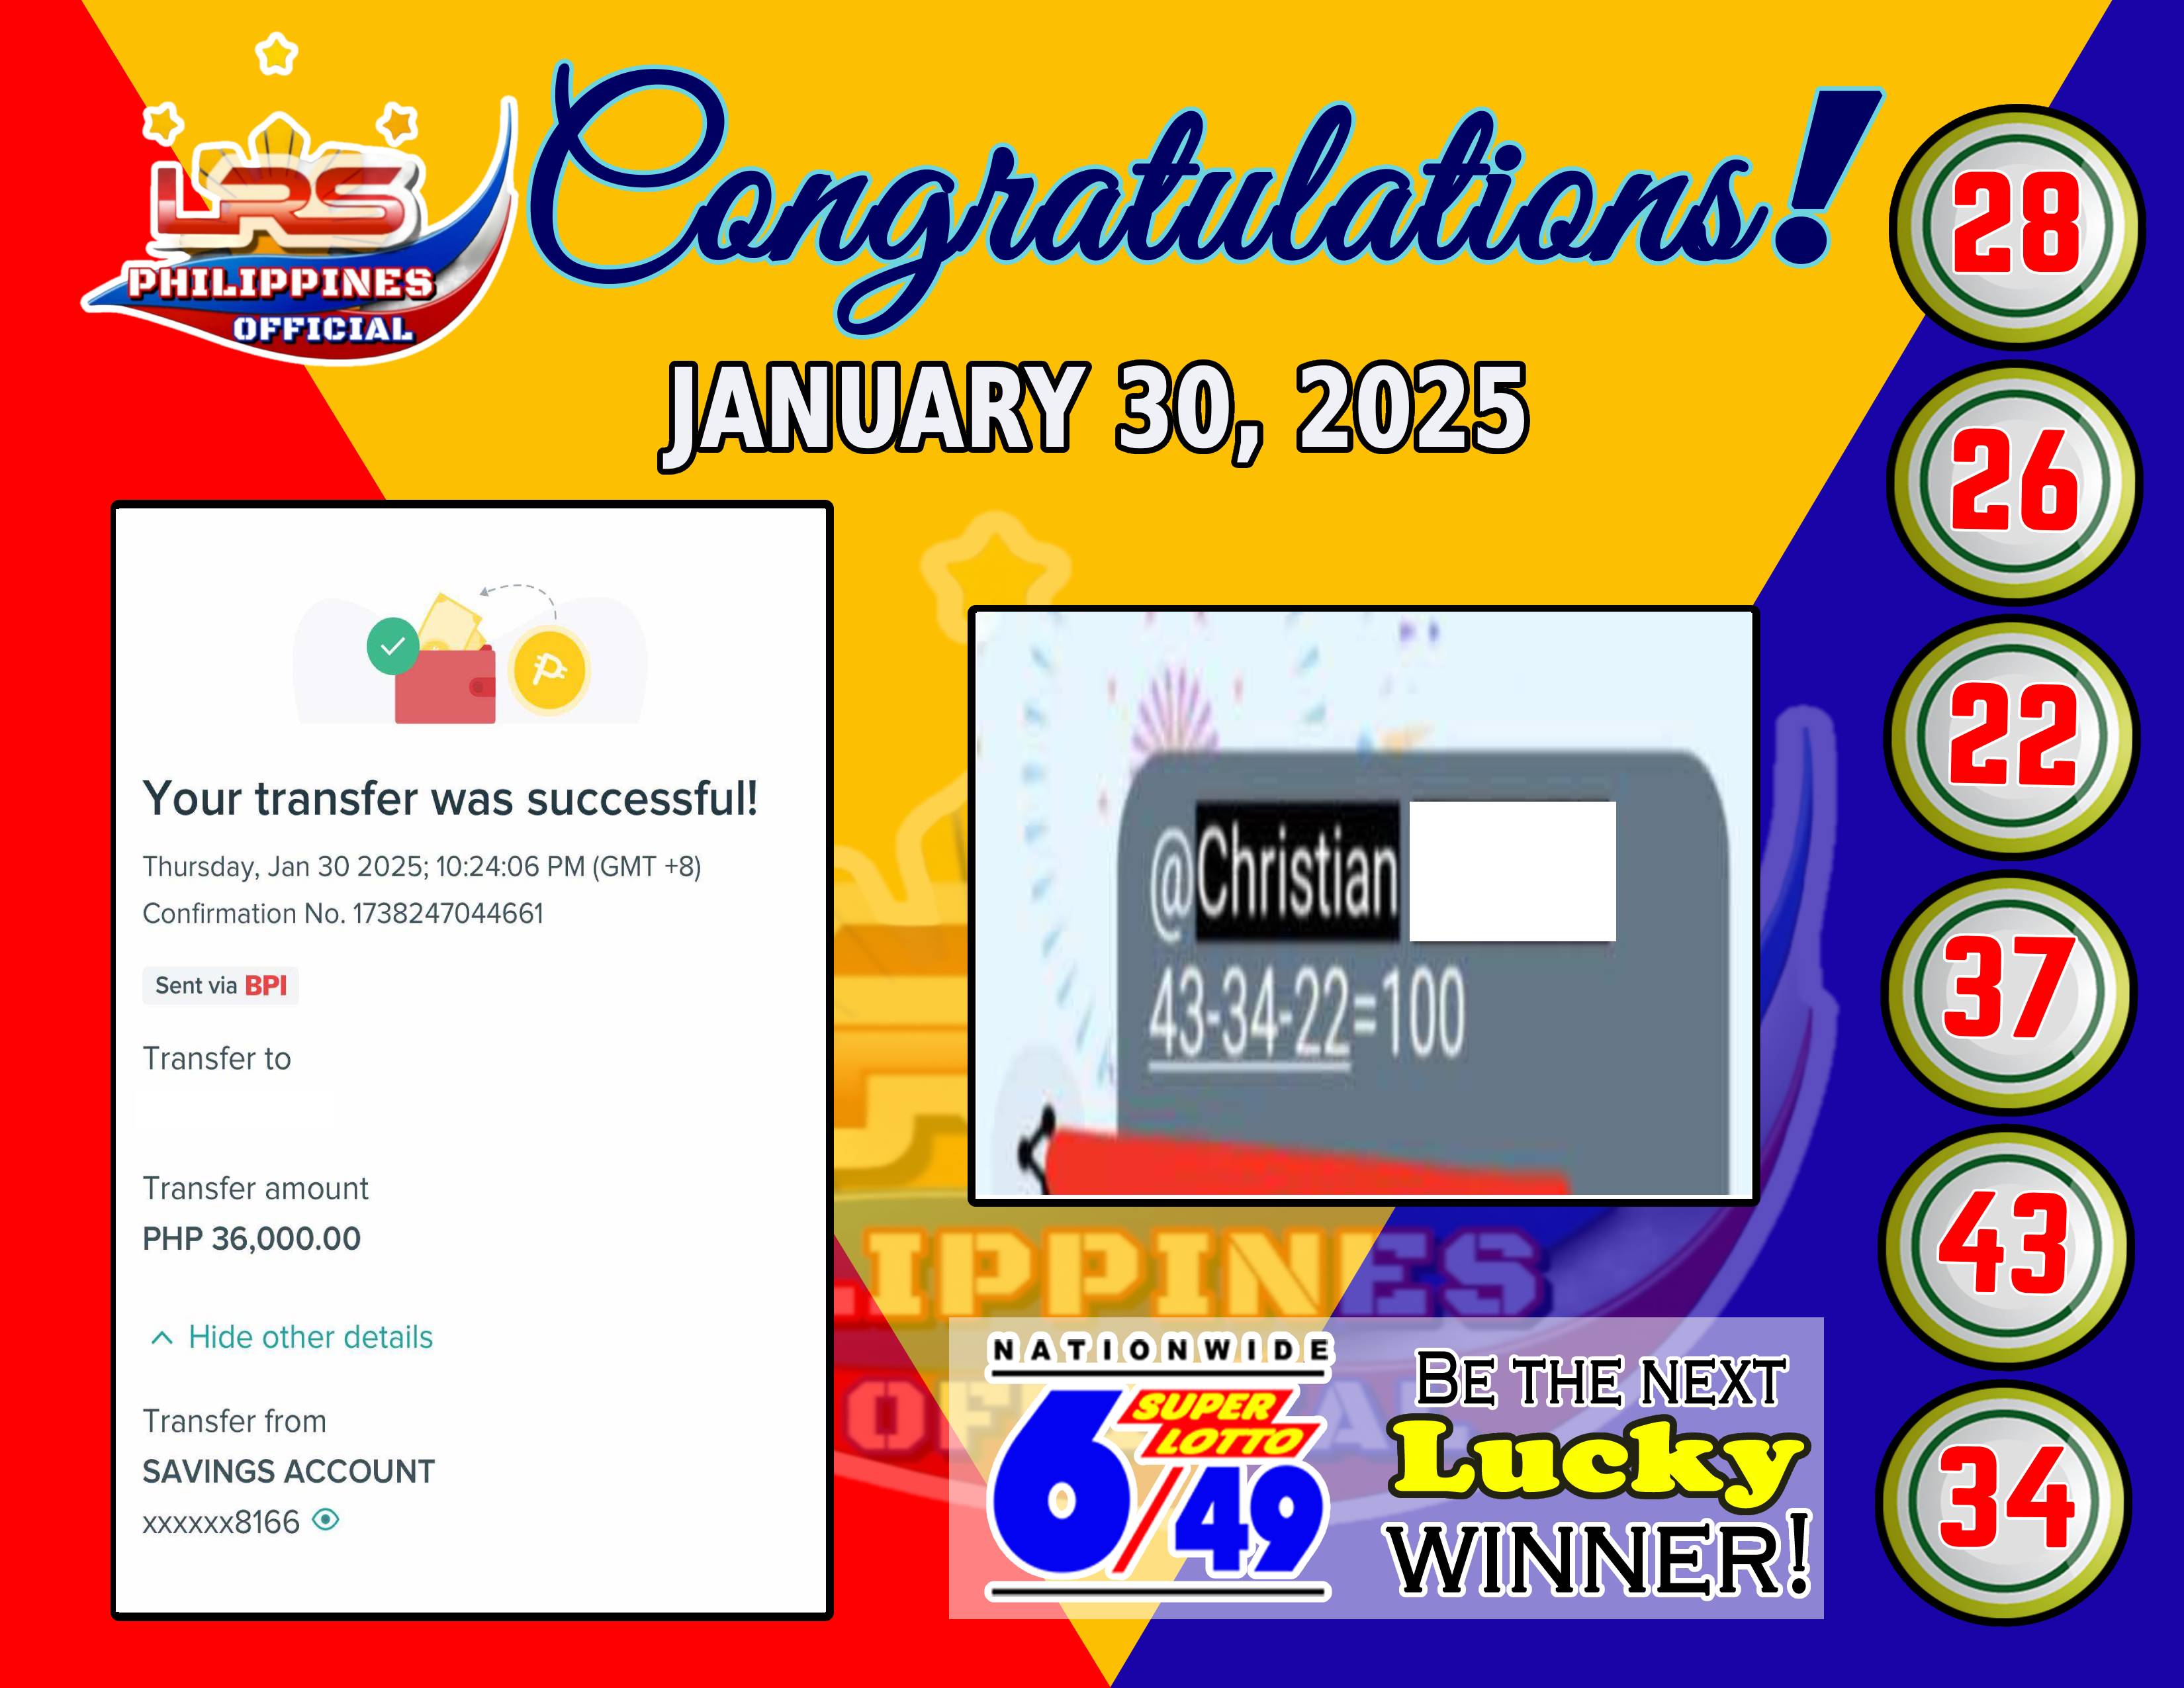 LRS
PHILIPPINES
OFFICIAL
Congratulations!
JANUARY 30, 2025
Your transfer was successful!
Thursday, Jan 30 2025; 10:24:06 PM (GMT +8)
Confirmation No. 1738247044661
Sent via BPI
Transfer to
Transfer amount
PHP 36,000.00
Hide other details
Transfer from
SAVINGS ACCOUNT
xxxxxx8166
@Christian
43-34-22=100
LIPPINES
NATIONWIDE
SUPER
LOTTO
6/49
BE THE NEXT
Lucky
WINNER!
28
26
22
37
43
34